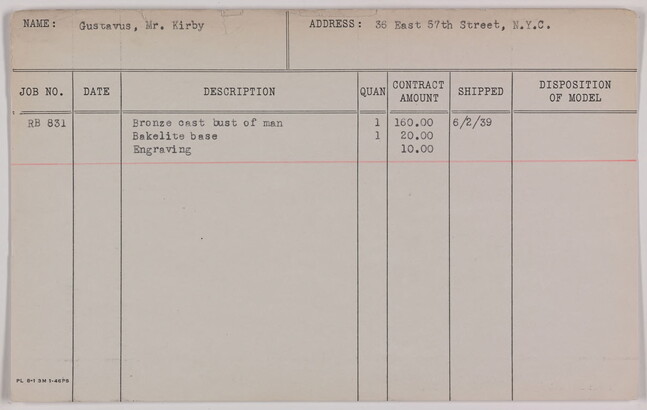 NAME: Gustavus, Mr. Kirby ADDRESS: 36 East 57th Street, N.Y.C.
JOB NO. DATE DESCRIPTION QUAN CONTRACT AMOUNT SHIPPED DISPOSITION OF MODEL
RB 831 Bronze cast bust of man 1 160.00 6/2/39
Bakelite base 1 20.00
Engraving 10.00